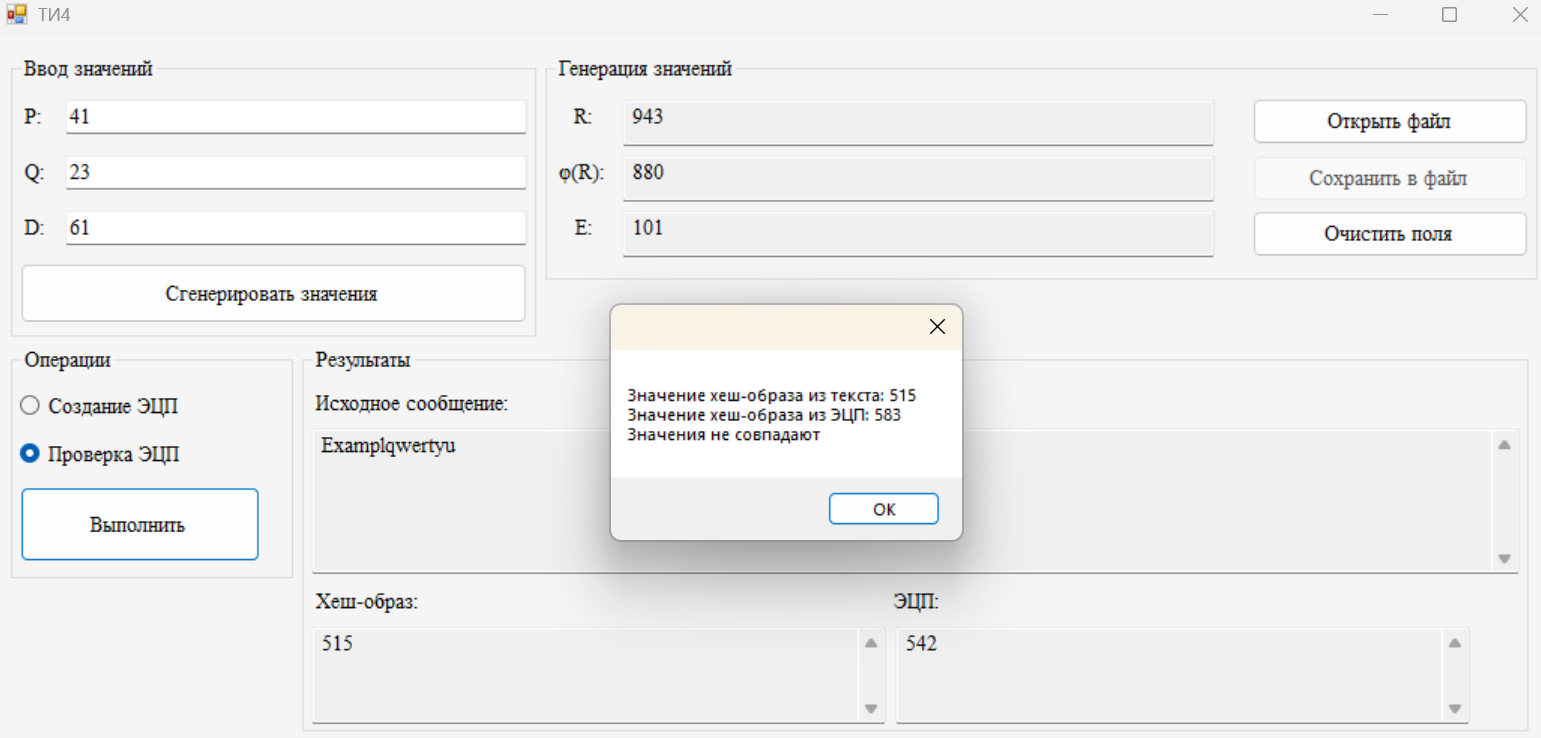 ТИ4
Ввод значений
P: 41
Q: 23
D: 61
Сгенерировать значения
Генерация значений
R: 943
φ(R): 880
E: 101
Открыть файл
Сохранить в файл
Очистить поля
Операции
Создание ЭЦП
Проверка ЭЦП
Выполнить
Результаты
Исходное сообщение:
Examplqwertyu
Хеш-образ:
515
ЭЦП:
542
Значение хеш-образа из текста: 515
Значение хеш-образа из ЭЦП: 583
Значения не совпадают
ОК